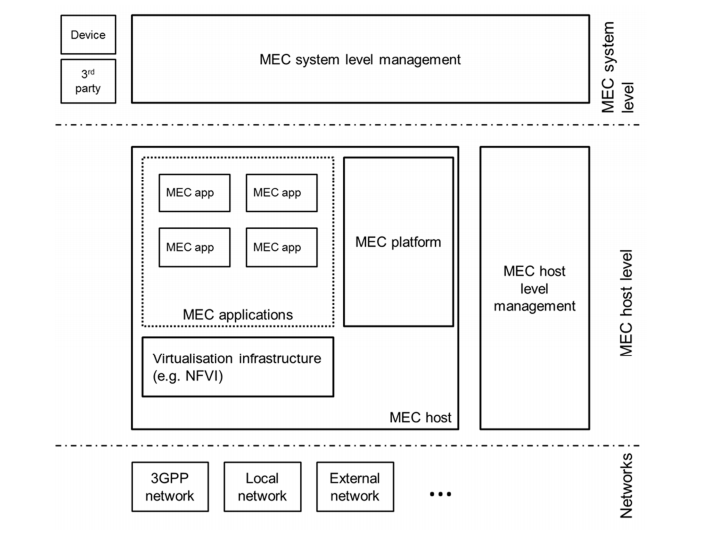 Device
3rd
party
MEC system level management
MEC system
level
MEC app
MEC app
MEC app
MEC app
MEC applications
MEC platform
Virtualisation infrastructure
(e.g. NFVI)
MEC host
MEC host
level
management
MEC host level
3GPP
network
Local
network
External
network
...
Networks